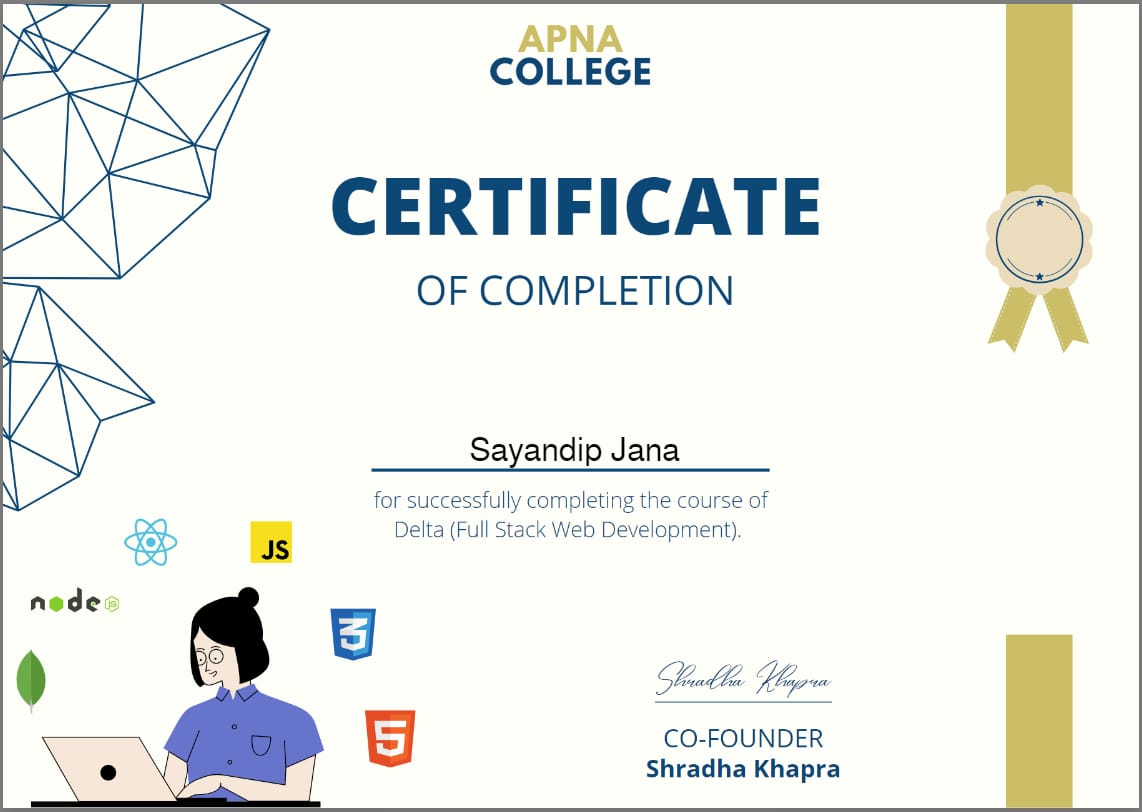 APNA
COLLEGE
CERTIFICATE
OF COMPLETION
Sayandip Jana
for successfully completing the course of
Delta (Full Stack Web Development).
JS
node JS
3
5
Shradha Khapra
CO-FOUNDER
Shradha Khapra